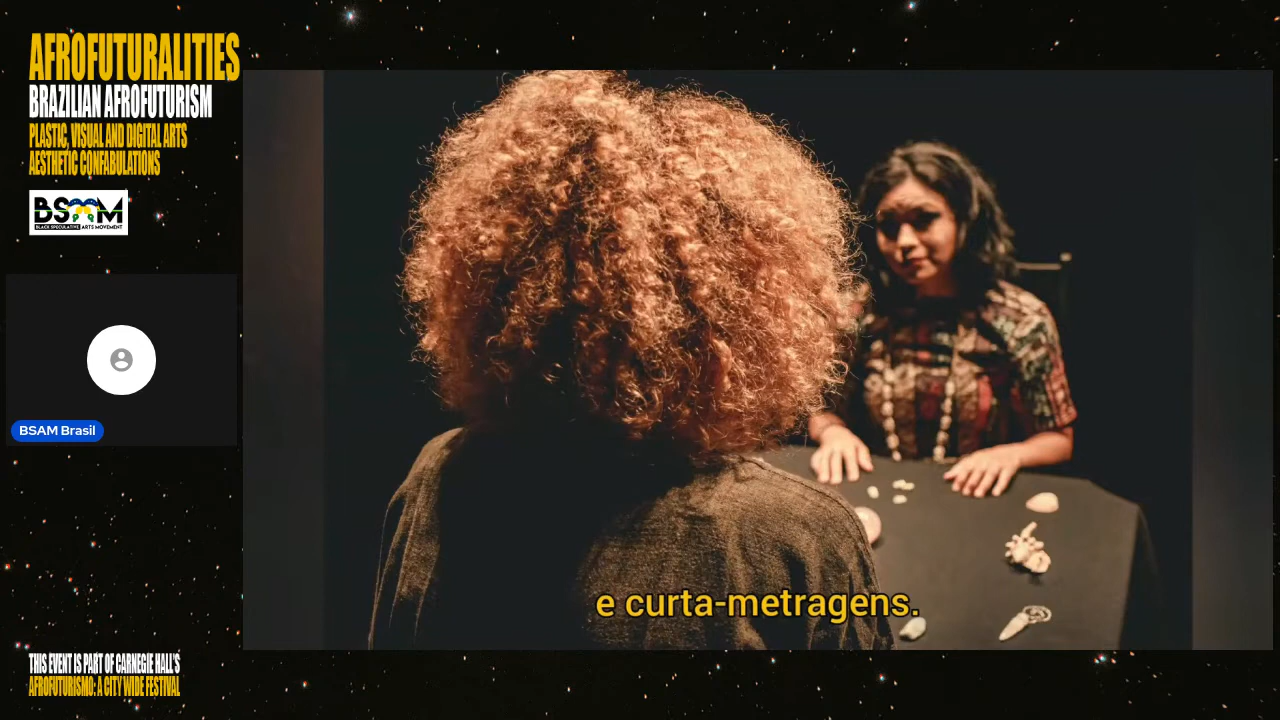 AFROFUTURALITIES
BRAZILIAN AFROFUTURISM
PLASTIC, VISUAL AND DIGITAL ARTS
AESTHETIC CONFABULATIONS
BSAM
BLACK SPECULATIVE ARTS MOVEMENT
BSAM Brasil
e curta-metragens.
THIS EVENT IS PART OF CARNEGIE HALL'S
AFROFUTURISMO: A CITY WIDE FESTIVAL